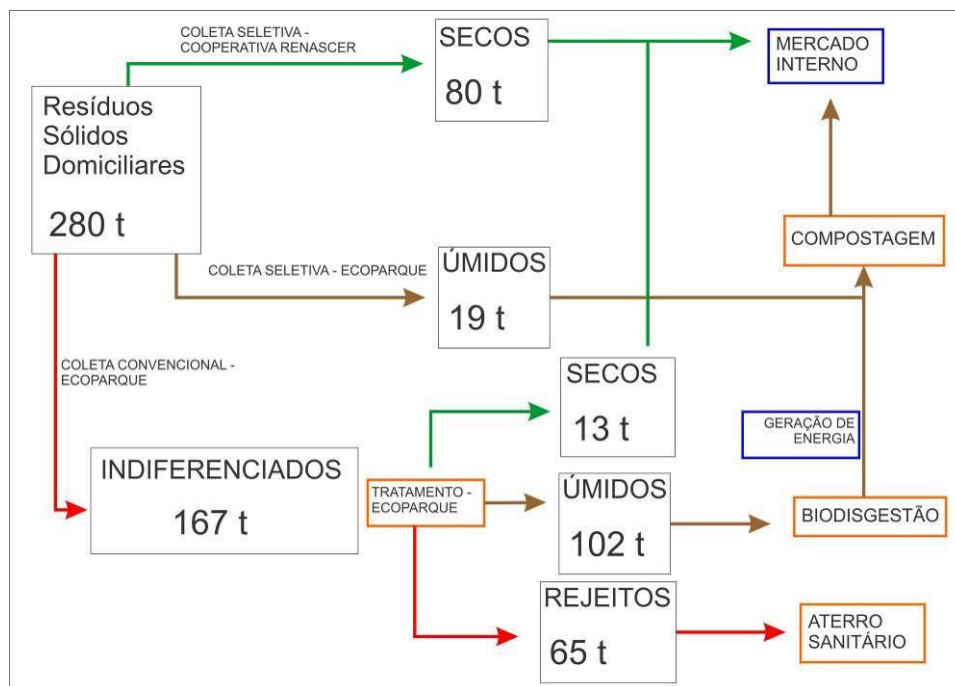 COLETA SELETIVA -
COOPERATIVA RENASCER
SECOS
80 t
MERCADO
INTERNO
Resíduos
Sólidos
Domiciliares
280 t
COMPOSTAGEM
COLETA SELETIVA - ECOPARQUE
ÚMIDOS
19 t
COLETA CONVENCIONAL -
ECOPARQUE
SECOS
13 t
GERAÇÃO DE
ENERGIA
INDIFERENCIADOS
167 t
TRATAMENTO -
ECOPARQUE
ÚMIDOS
102 t
BIODISGESTÃO
REJEITOS
65 t
ATERRO
SANITÁRIO